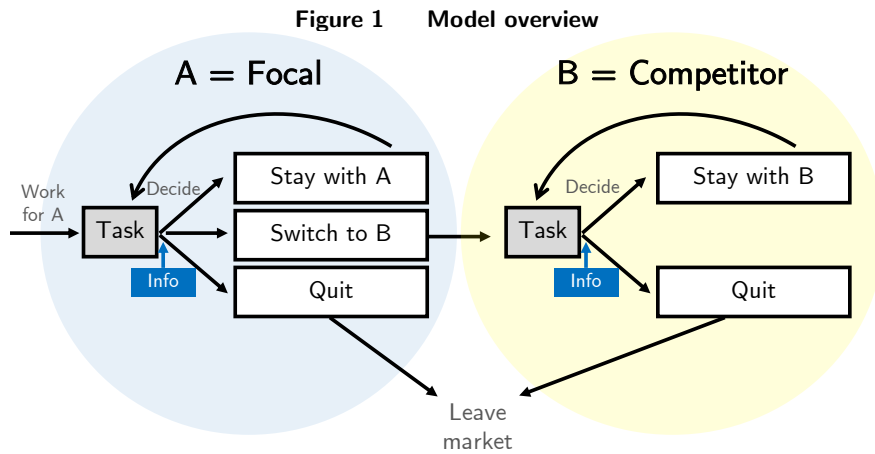 Figure 1 Model overview
A = Focal
B = Competitor
Work
for A
Decide
Stay with A
Task
Switch to B
Info
Quit
Decide
Stay with B
Task
Info
Quit
Leave
market